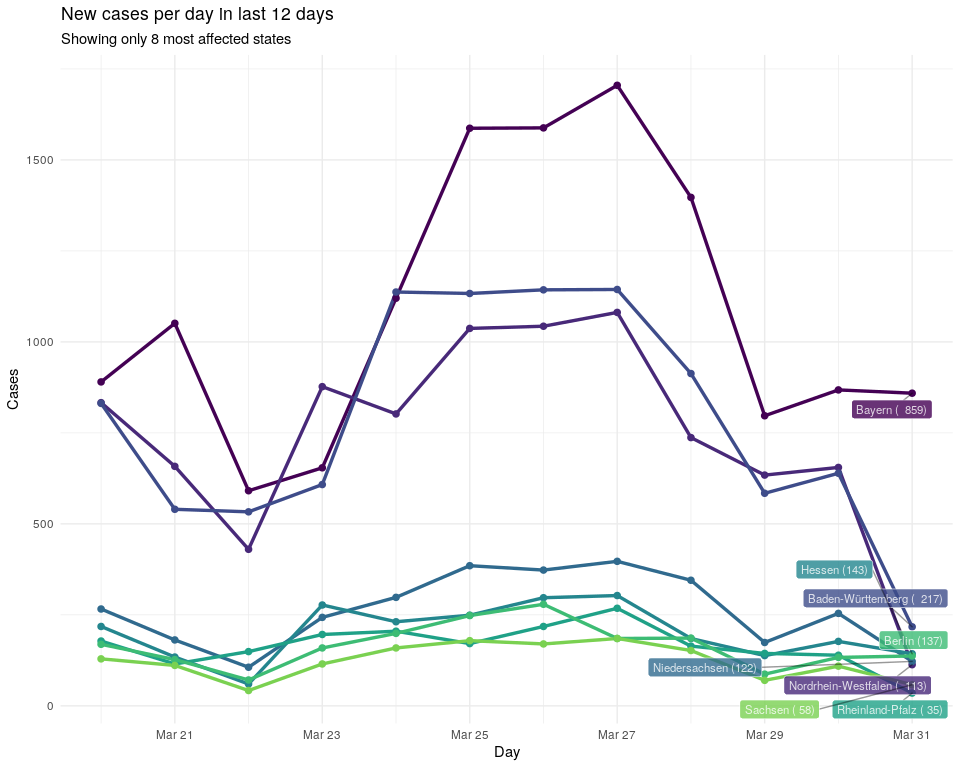 New cases per day in last 12 days
Showing only 8 most affected states
Cases
1500
1000
500
0
Bayern (  859)
Hessen (143)
Baden-Württemberg (  217)
Berlin (137)
Niedersachsen (122)
Nordrhein-Westfalen (  113)
Sachsen ( 58)
Rheinland-Pfalz ( 35)
Mar 21
Mar 23
Mar 25
Mar 27
Mar 29
Mar 31
Day